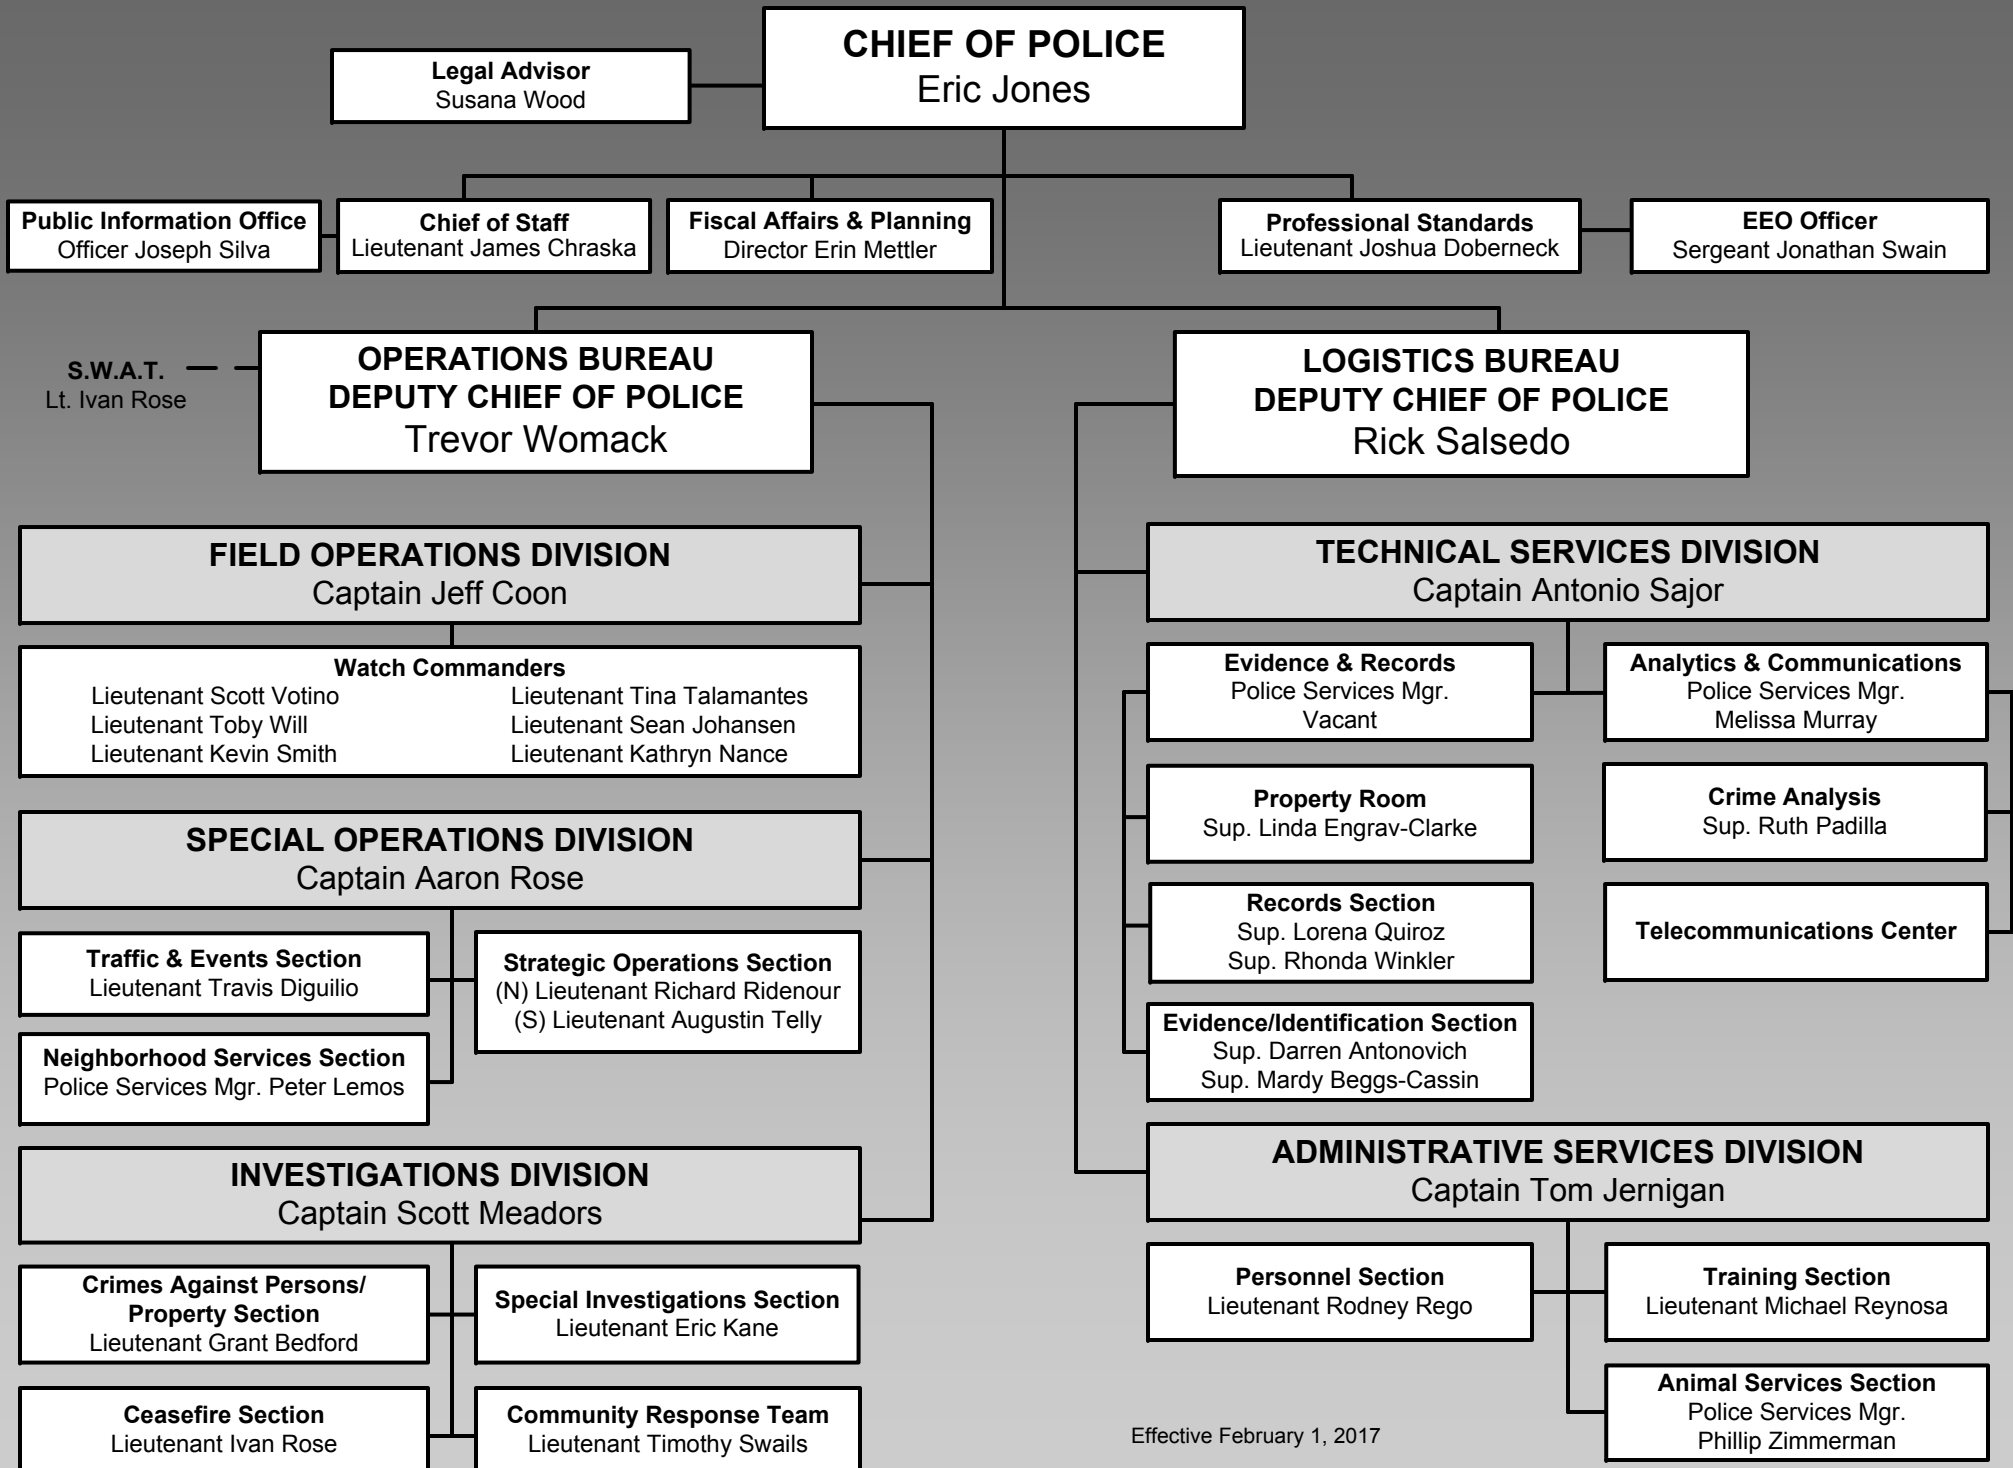 CHIEF OF POLICE
Eric Jones
Legal Advisor
Susana Wood
Public Information Office
Officer Joseph Silva
Chief of Staff
Lieutenant James Chraska
Fiscal Affairs & Planning
Director Erin Mettler
Professional Standards
Lieutenant Joshua Doberneck
EEO Officer
Sergeant Jonathan Swain
S.W.A.T.
Lt. Ivan Rose
OPERATIONS BUREAU
DEPUTY CHIEF OF POLICE
Trevor Womack
LOGISTICS BUREAU
DEPUTY CHIEF OF POLICE
Rick Salsedo
FIELD OPERATIONS DIVISION
Captain Jeff Coon
Watch Commanders
Lieutenant Scott Votino
Lieutenant Toby Will
Lieutenant Kevin Smith
Lieutenant Tina Talamantes
Lieutenant Sean Johansen
Lieutenant Kathryn Nance
SPECIAL OPERATIONS DIVISION
Captain Aaron Rose
Traffic & Events Section
Lieutenant Travis Diguilio
Strategic Operations Section
(N) Lieutenant Richard Ridenour
(S) Lieutenant Augustin Telly
Neighborhood Services Section
Police Services Mgr. Peter Lemos
INVESTIGATIONS DIVISION
Captain Scott Meadors
Crimes Against Persons/
Property Section
Lieutenant Grant Bedford
Special Investigations Section
Lieutenant Eric Kane
Ceasefire Section
Lieutenant Ivan Rose
Community Response Team
Lieutenant Timothy Swails
TECHNICAL SERVICES DIVISION
Captain Antonio Sajor
Evidence & Records
Police Services Mgr.
Vacant
Analytics & Communications
Police Services Mgr.
Melissa Murray
Property Room
Sup. Linda Engrav-Clarke
Crime Analysis
Sup. Ruth Padilla
Records Section
Sup. Lorena Quiroz
Sup. Rhonda Winkler
Telecommunications Center
Evidence/Identification Section
Sup. Darren Antonovich
Sup. Mardy Beggs-Cassin
ADMINISTRATIVE SERVICES DIVISION
Captain Tom Jernigan
Personnel Section
Lieutenant Rodney Rego
Training Section
Lieutenant Michael Reynosa
Animal Services Section
Police Services Mgr.
Phillip Zimmerman
Effective February 1, 2017